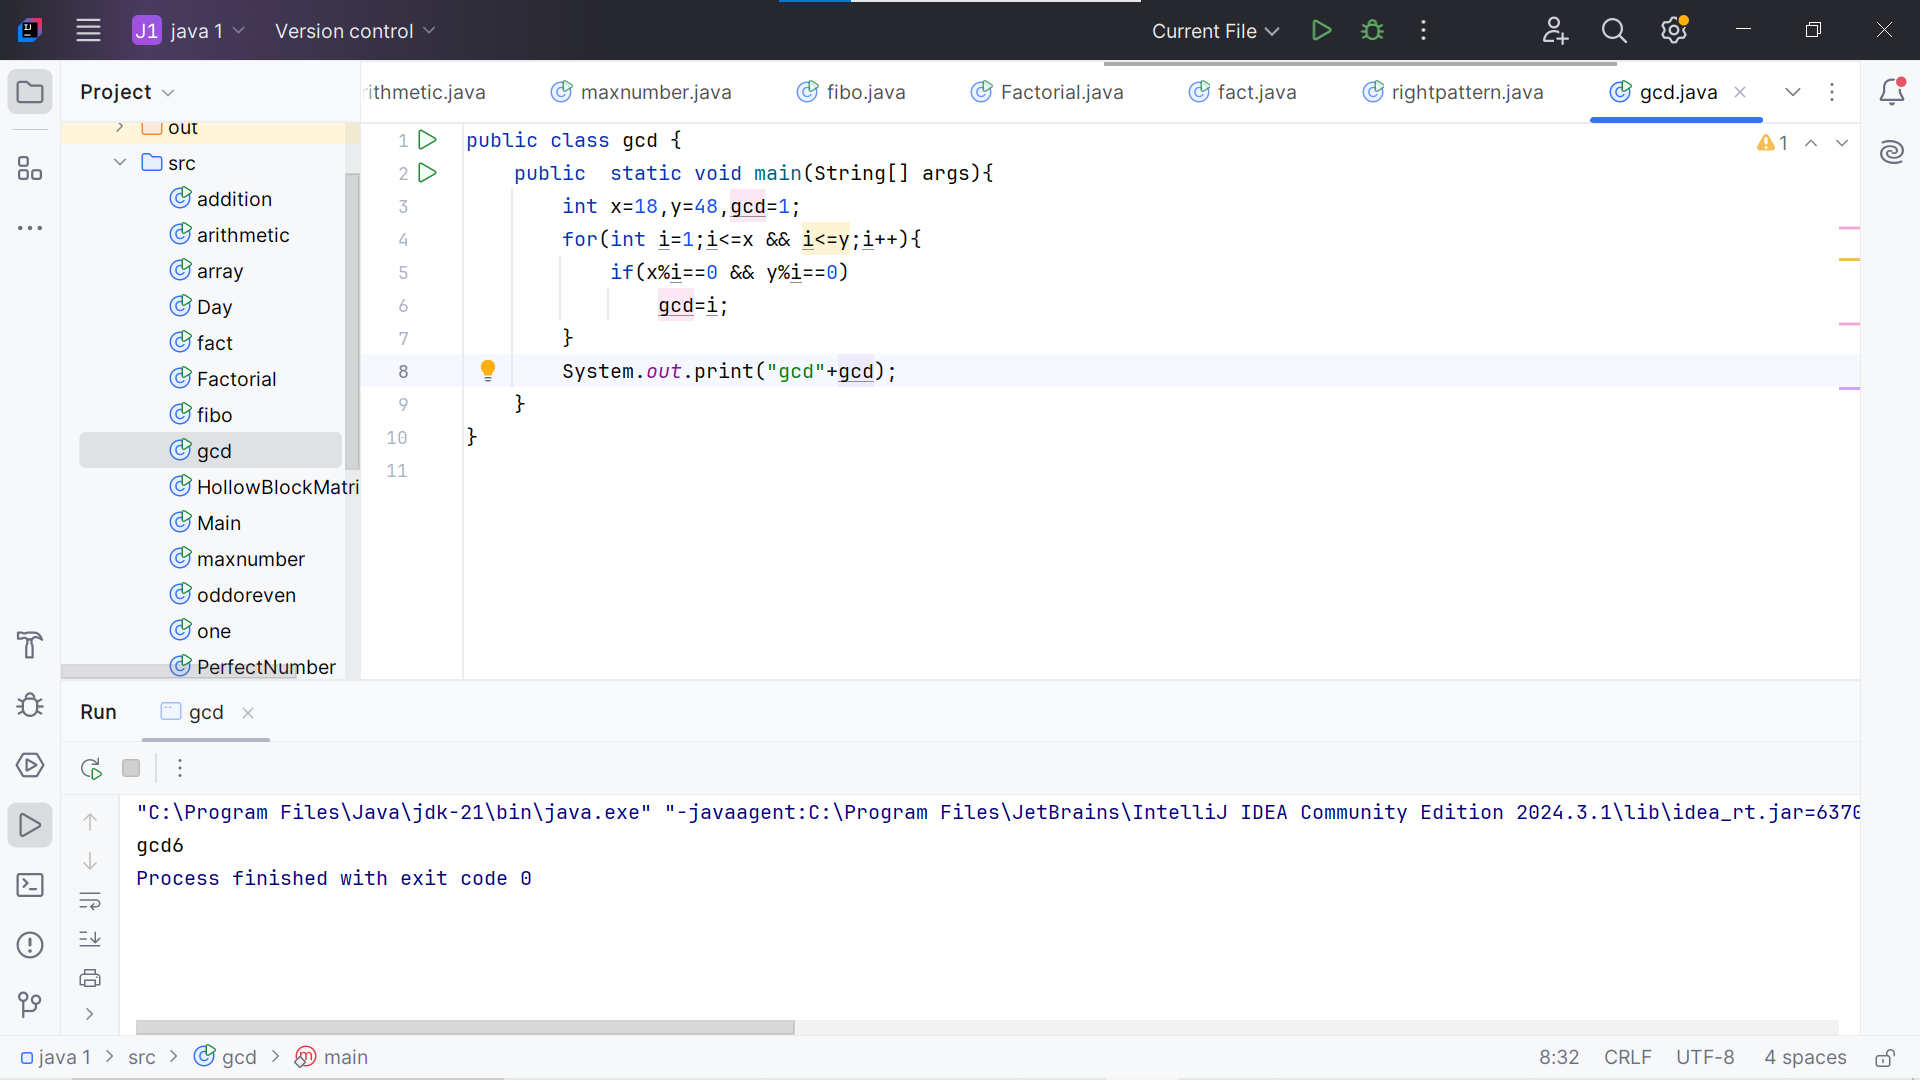 J1 java 1 Version control Current File
Project
ithmetic.java maxnumber.java fibo.java Factorial.java fact.java rightpattern.java gcd.java
out
src
addition
arithmetic
array
Day
fact
Factorial
fibo
gcd
HollowBlockMatri
Main
maxnumber
oddoreven
one
PerfectNumber
1 public class gcd {
2 public  static void main(String[] args){
3 int x=18,y=48,gcd=1;
4 for(int i=1;i<=x && i<=y;i++){
5 if(x%i==0 && y%i==0)
6 gcd=i;
7 }
8 System.out.print("gcd"+gcd);
9 }
10 }
11
1
Run gcd
"C:\Program Files\Java\jdk-21\bin\java.exe" "-javaagent:C:\Program Files\JetBrains\IntelliJ IDEA Community Edition 2024.3.1\lib\idea_rt.jar=6370
gcd6
Process finished with exit code 0
java 1 > src > gcd > main 8:32 CRLF UTF-8 4 spaces